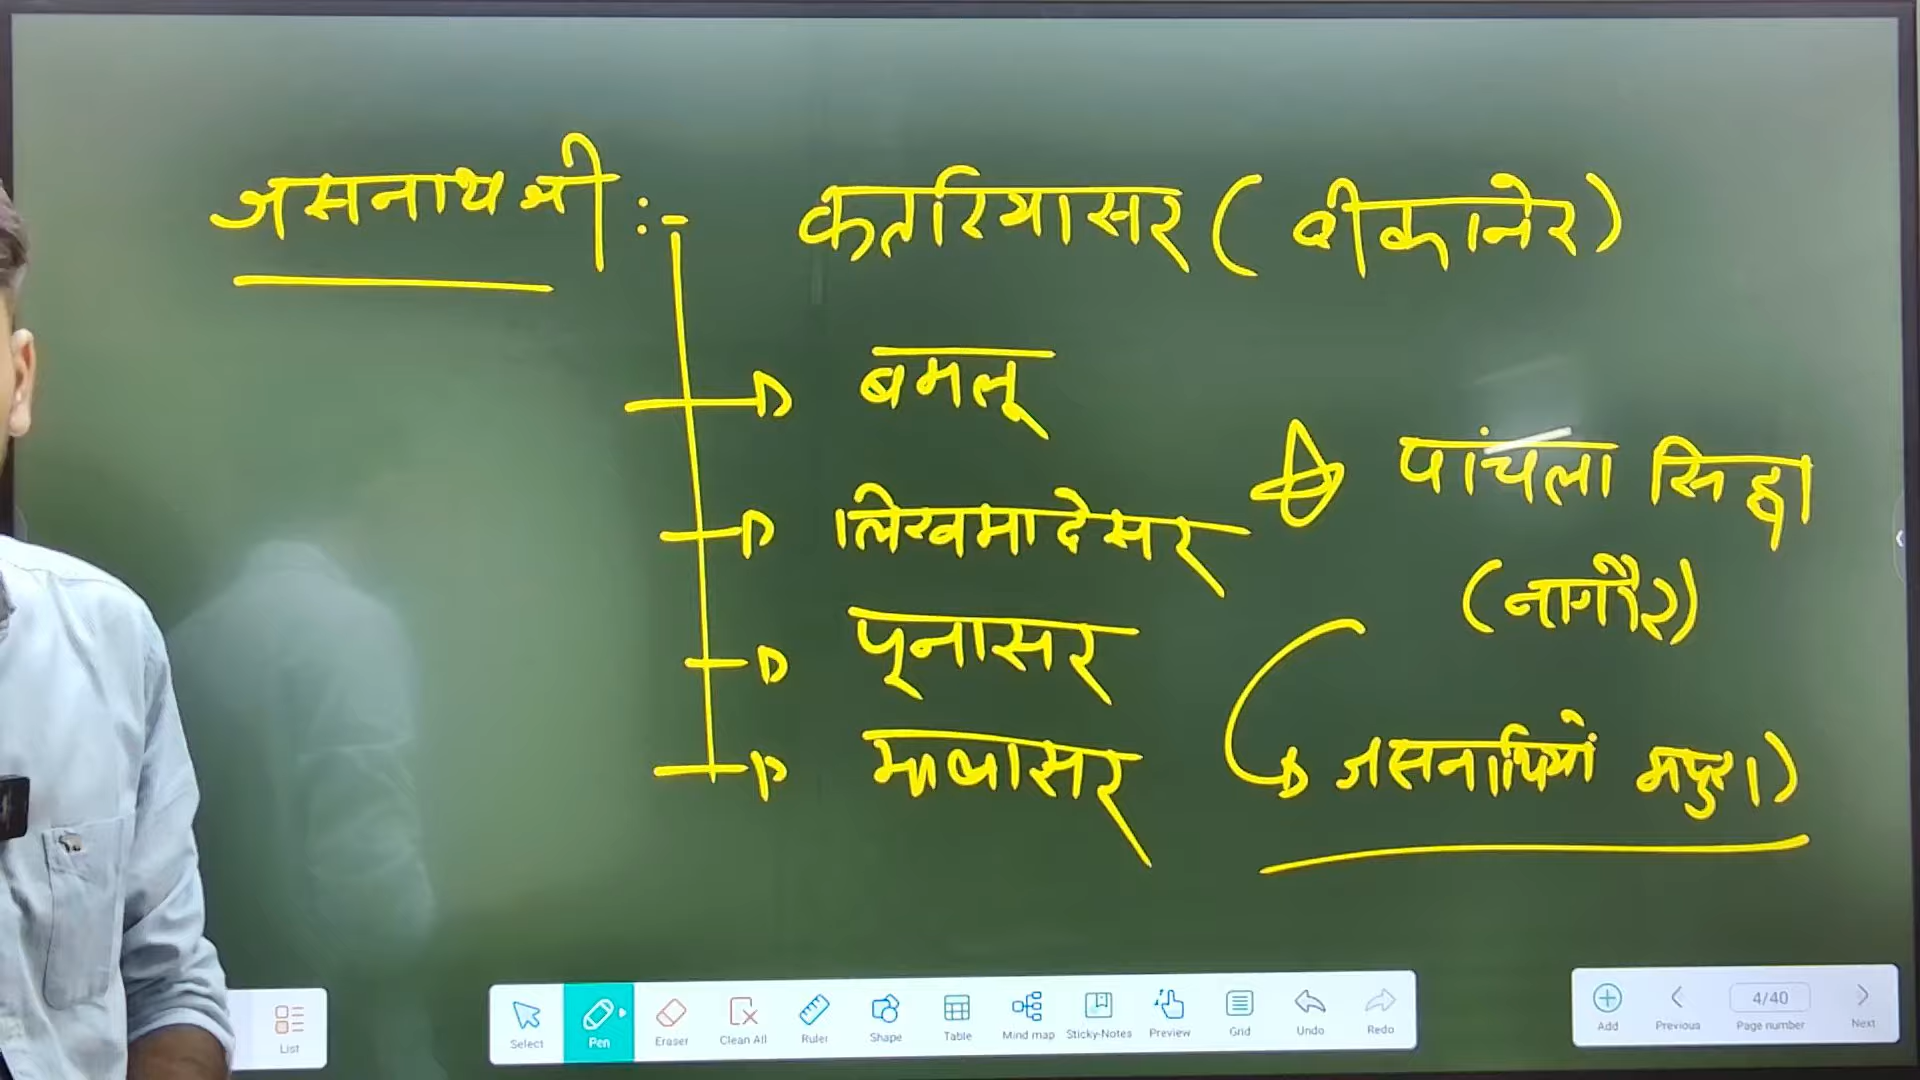 जसनाथ जी :-
कतरियासर ( बीकानेर )
बमलू
लिखमादेसर
पूनासर
मालासर
पांचला सिद्धा
(नागौर)
जसनाथियों मथुरा)
List
Select Pen Eraser Clean All Ruler Shape Table Mind map Sticky-Notes Preview Grid Undo Redo
Add Previous 4/40 Page number Next